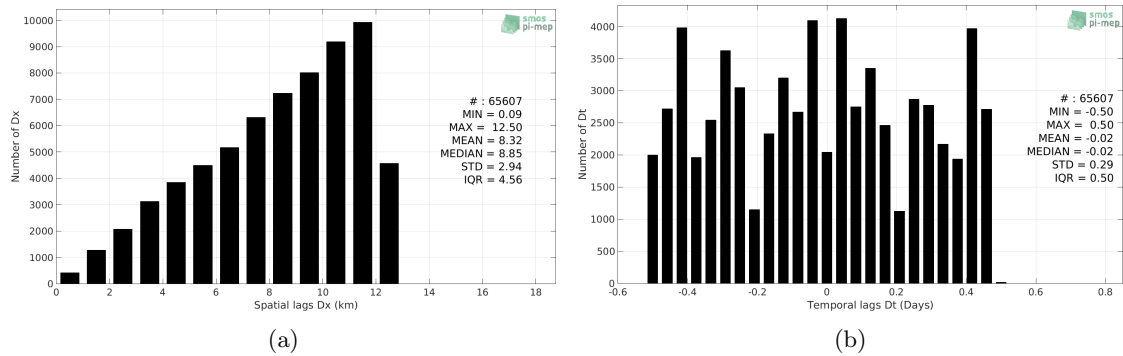 10000
9000
8000
7000
6000
5000
4000
3000
2000
1000
0
Number of Dx
0 2 4 6 8 10 12 14 16 18
Spatial lags Dx (km)
smos
pi-mep
# : 65607
MIN = 0.09
MAX = 12.50
MEAN = 8.32
MEDIAN = 8.85
STD = 2.94
IQR = 4.56
(a)
4000
3500
3000
2500
2000
1500
1000
500
0
Number of Dt
-0.6 -0.4 -0.2 0 0.2 0.4 0.6 0.8
Temporal lags Dt (Days)
smos
pi-mep
# : 65607
MIN = -0.50
MAX = 0.50
MEAN = -0.02
MEDIAN = -0.02
STD = 0.29
IQR = 0.50
(b)